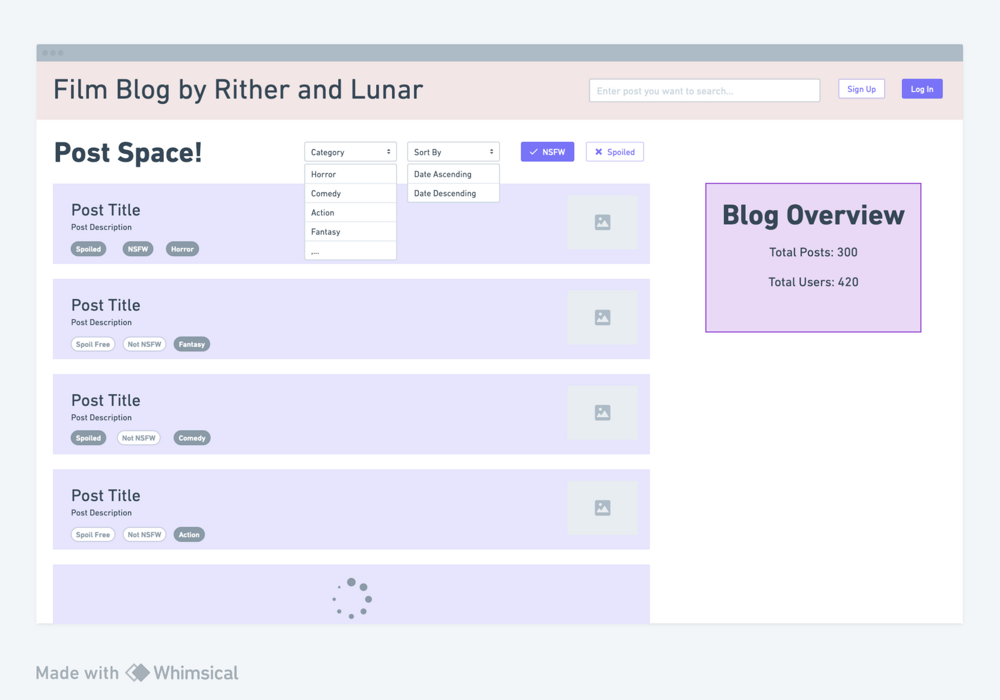 Film Blog by Rither and Lunar
Enter post you want to search...
Sign Up
Log In
Post Space!
Category
Sort By
NSFW
Spoiled
Horror
Comedy
Action
Fantasy
,...
Date Ascending
Date Descending
Post Title
Post Description
Spoiled
NSFW
Horror
Blog Overview
Total Posts: 300
Total Users: 420
Post Title
Post Description
Spoil Free
Not NSFW
Fantasy
Post Title
Post Description
Spoiled
Not NSFW
Comedy
Post Title
Post Description
Spoil Free
Not NSFW
Action
Made with Whimsical